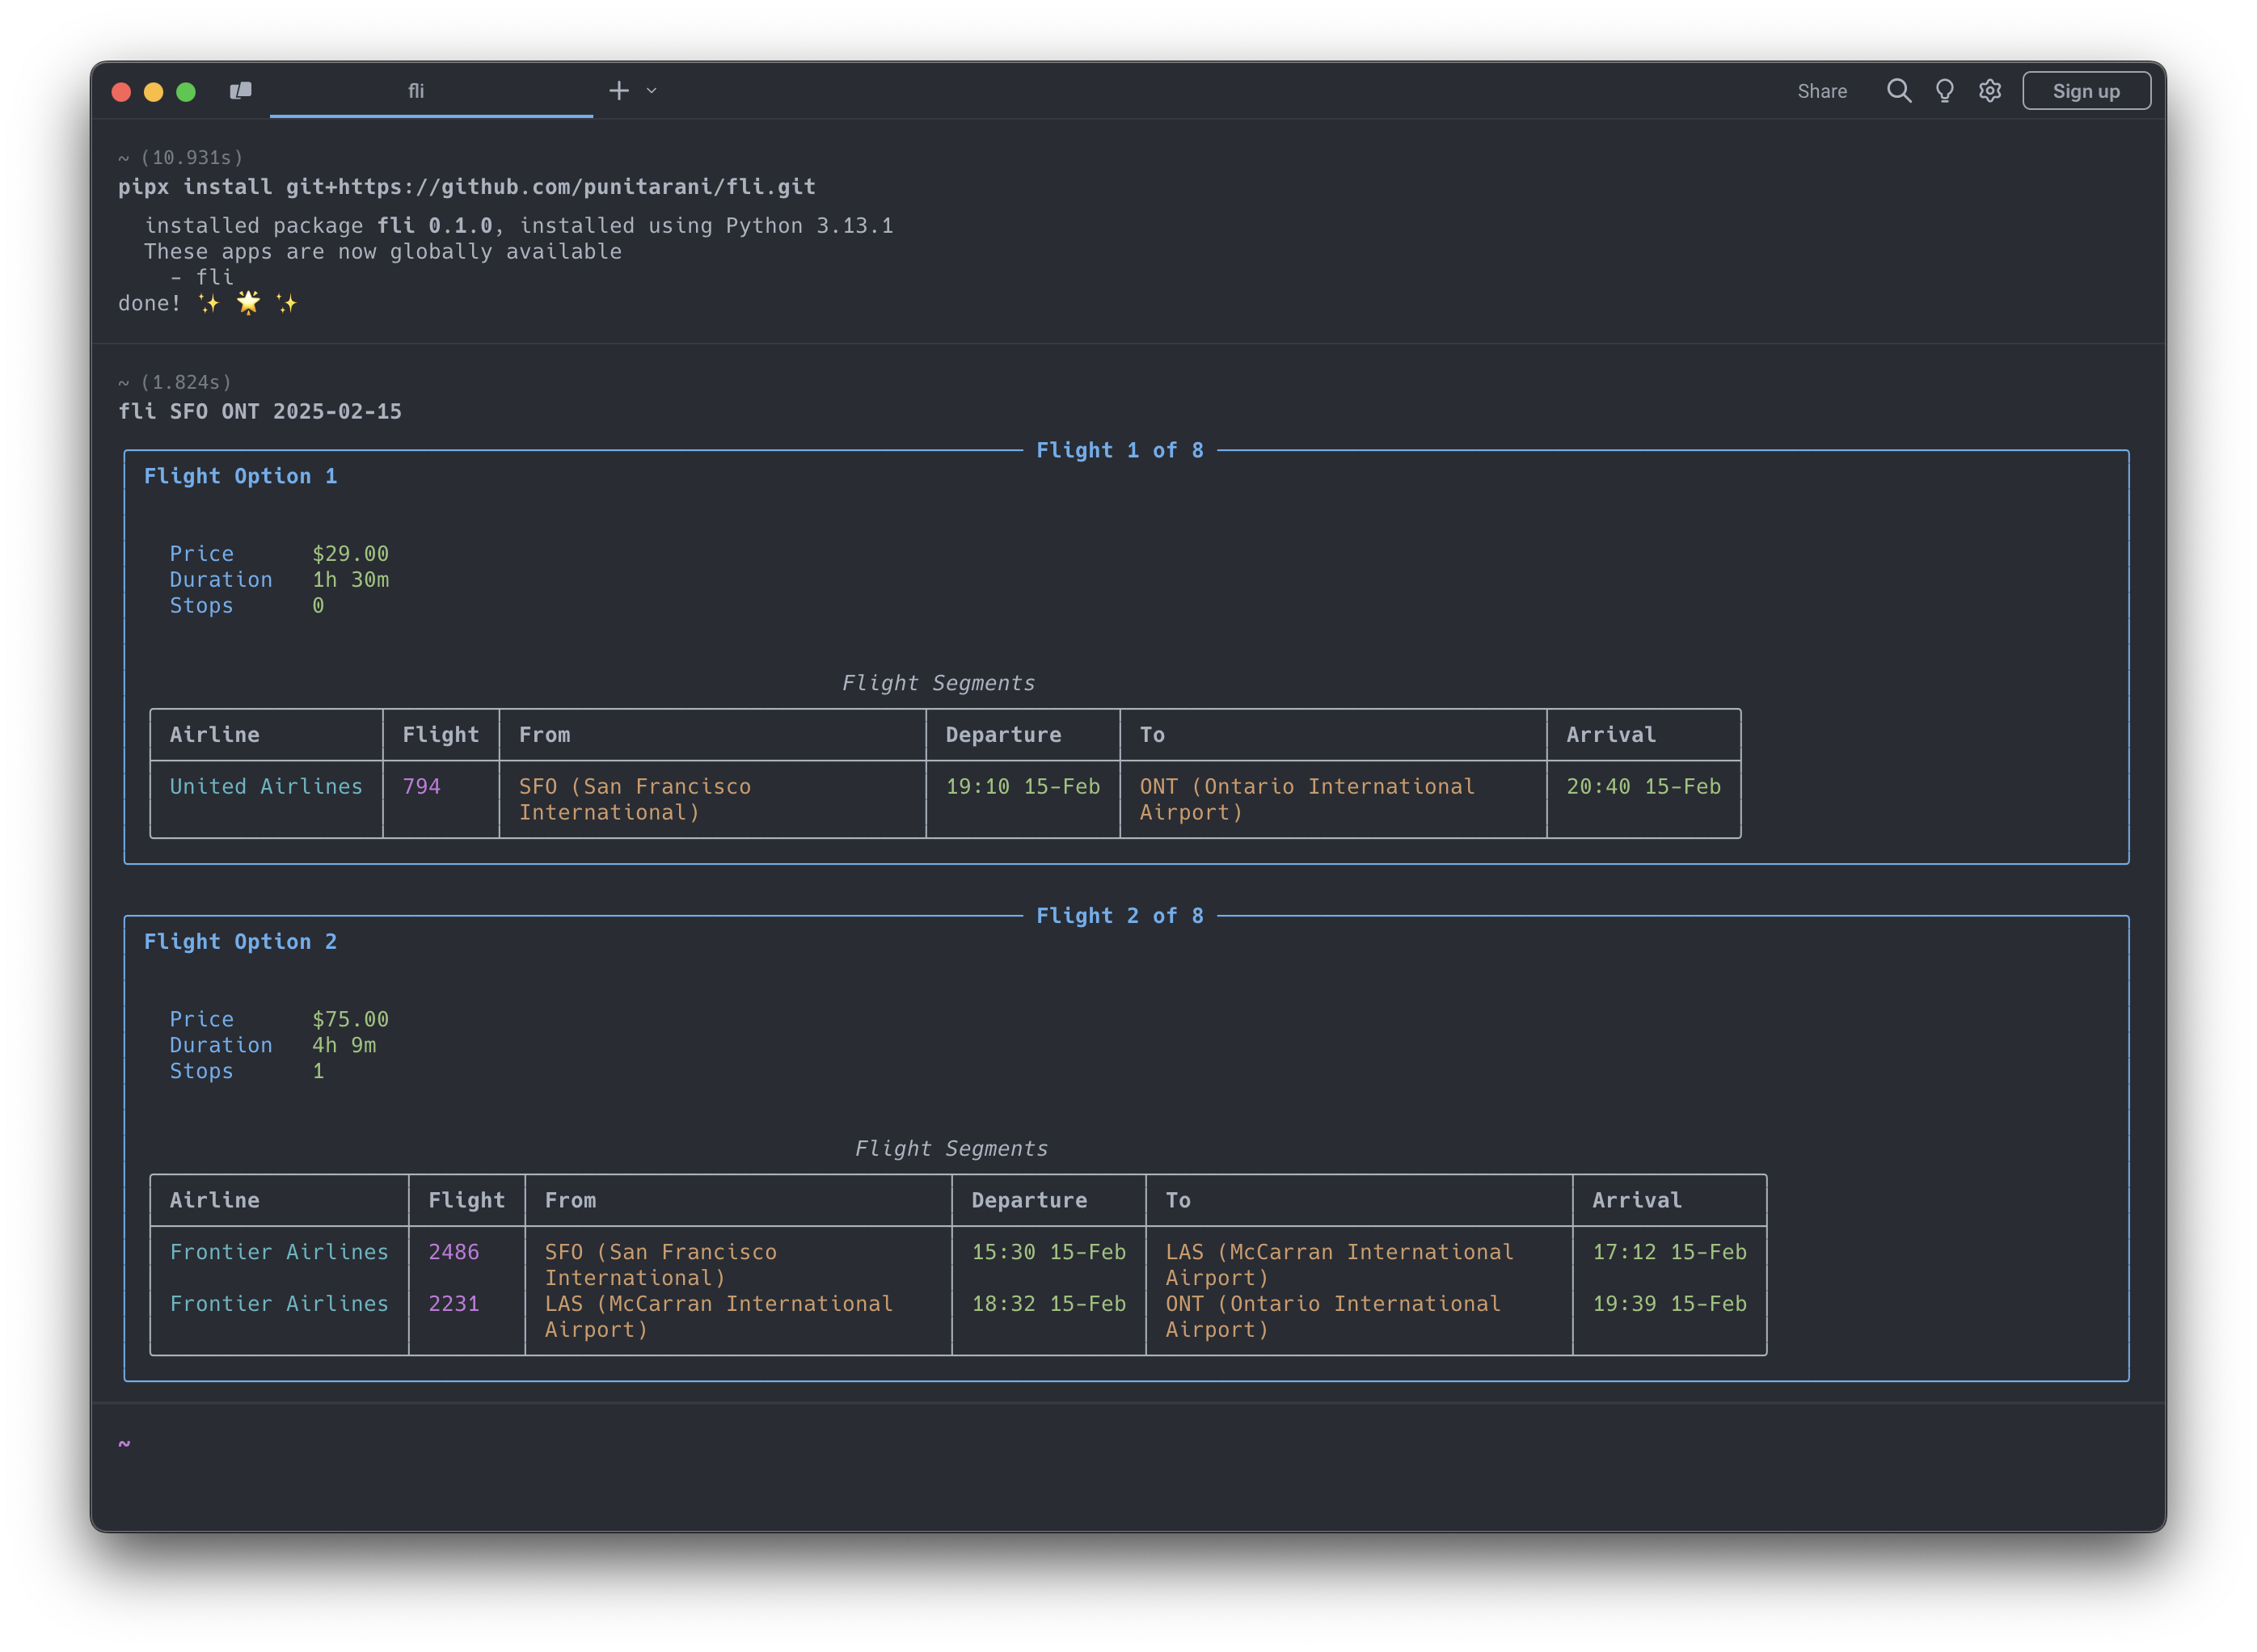 fli
Share
Sign up
~ (10.931s)
pipx install git+https://github.com/punitarani/fli.git
installed package fli 0.1.0, installed using Python 3.13.1
These apps are now globally available
- fli
done! ✨ 🌟 ✨
~ (1.824s)
fli SFO ONT 2025-02-15
Flight 1 of 8
Flight Option 1
Price $29.00
Duration 1h 30m
Stops 0
Flight Segments
Airline Flight From Departure To Arrival
United Airlines 794 SFO (San Francisco 19:10 15-Feb ONT (Ontario International 20:40 15-Feb
International) Airport)
Flight 2 of 8
Flight Option 2
Price $75.00
Duration 4h 9m
Stops 1
Flight Segments
Airline Flight From Departure To Arrival
Frontier Airlines 2486 SFO (San Francisco 15:30 15-Feb LAS (McCarran International 17:12 15-Feb
International) Airport)
Frontier Airlines 2231 LAS (McCarran International 18:32 15-Feb ONT (Ontario International 19:39 15-Feb
Airport) Airport)
~